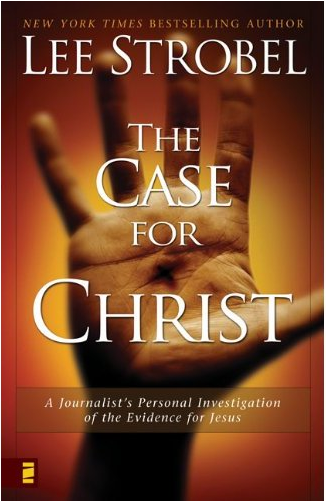 NEW YORK TIMES BESTSELLING AUTHOR
LEE STROBEL
THE
CASE
FOR
CHRIST
A Journalist's Personal Investigation
of the Evidence for Jesus